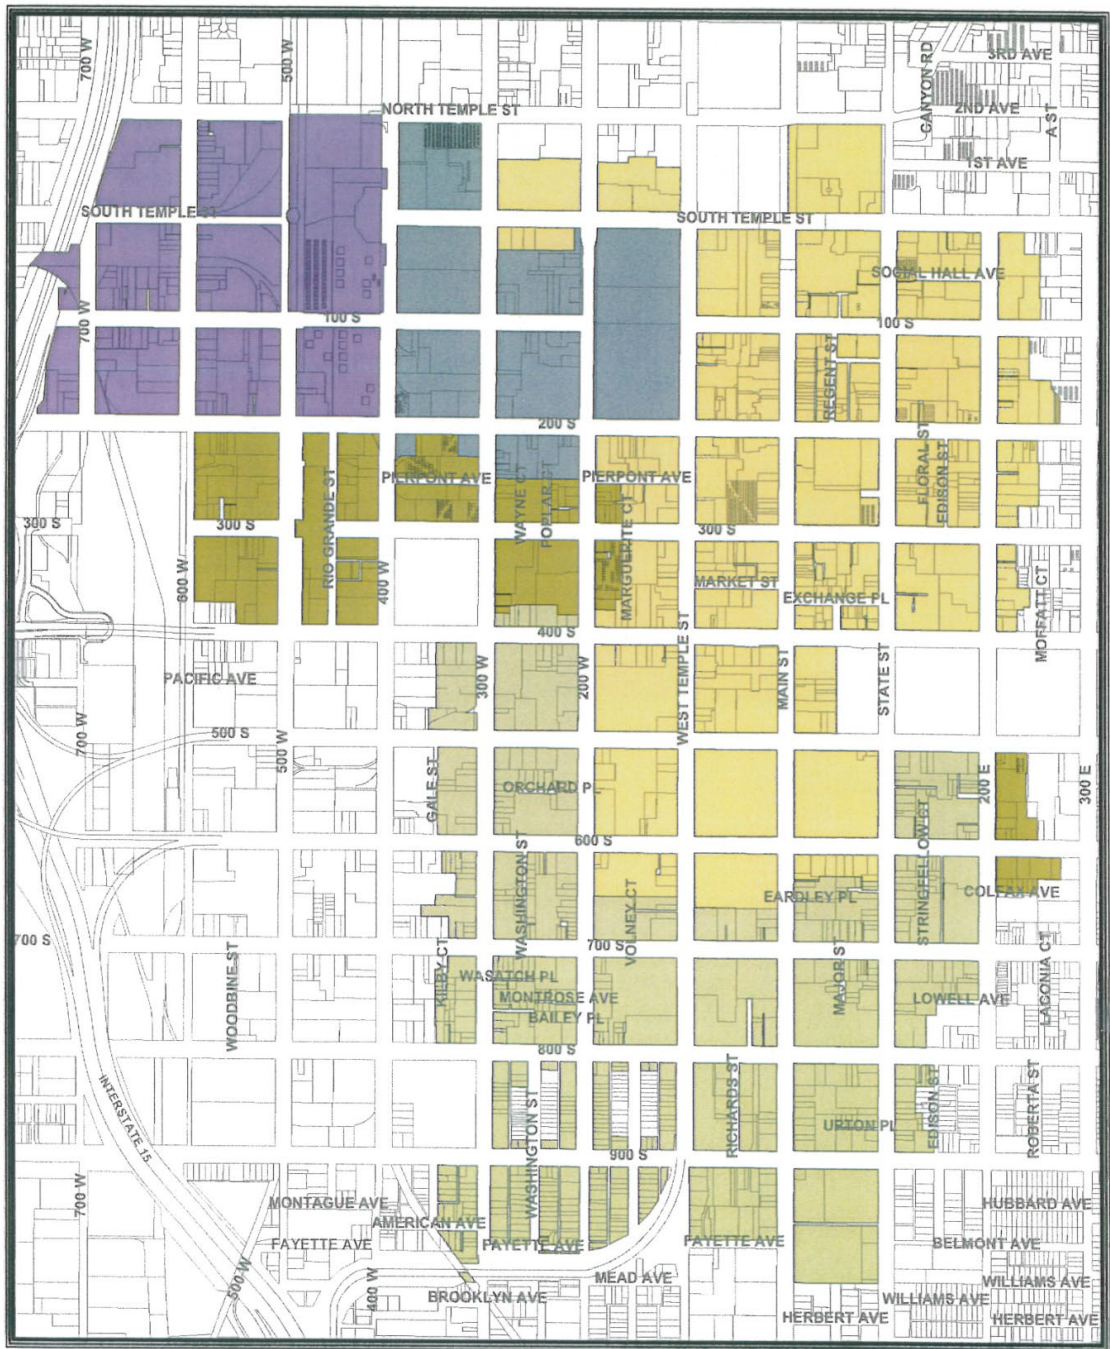 700 W
500 W
CANYON RD
3RD AVE
NORTH TEMPLE ST
2ND AVE
A ST
1ST AVE
SOUTH TEMPLE ST
SOUTH TEMPLE ST
SOCIAL HALL AVE
700 W
100 S
100 S
REGENT ST
200 S
PIERPONT AVE
WAYNE CT
POPLAR CT
PIERPONT AVE
FLORAL ST
EDISON ST
300 S
300 S
RIO GRANDE ST
300 S
600 W
400 W
MARGUERITE CT
MARKET ST
EXCHANGE PL
MOFFATT CT
400 S
PACIFIC AVE
300 W
200 W
WEST TEMPLE ST
MAIN ST
STATE ST
700 W
500 S
500 W
GALE ST
ORCHARD PL
200 E
300 E
600 S
STRINGFELLOW CT
WASHINGTON ST
VOLNEY CT
EARDLEY PL
COLFAX AVE
700 S
700 S
WOODBINE ST
KILBY CT
WASATCH PL
MONTROSE AVE
BAILEY PL
MAJOR ST
LOWELL AVE
LACONIA CT
800 S
INTERSTATE 15
WASHINGTON ST
RICHARDS ST
UPTON PL
EDISON ST
ROBERTA ST
900 S
700 W
MONTAGUE AVE
AMERICAN AVE
HUBBARD AVE
FAYETTE AVE
FAYETTE AVE
FAYETTE AVE
BELMONT AVE
500 W
400 W
MEAD AVE
WILLIAMS AVE
BROOKLYN AVE
WILLIAMS AVE
HERBERT AVE
HERBERT AVE